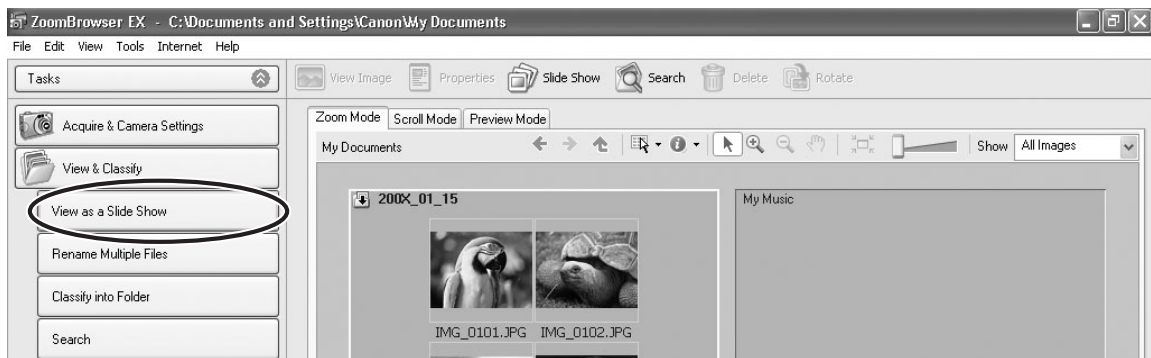 ZoomBrowser EX - C:\Documents and Settings\Canon\My Documents
File Edit View Tools Internet Help
Tasks
View Image Properties Slide Show Search Delete Rotate
Acquire & Camera Settings
View & Classify
View as a Slide Show
Rename Multiple Files
Classify into Folder
Search
Zoom Mode Scroll Mode Preview Mode
My Documents
Show All Images
200X_01_15
My Music
IMG_0101.JPG IMG_0102.JPG